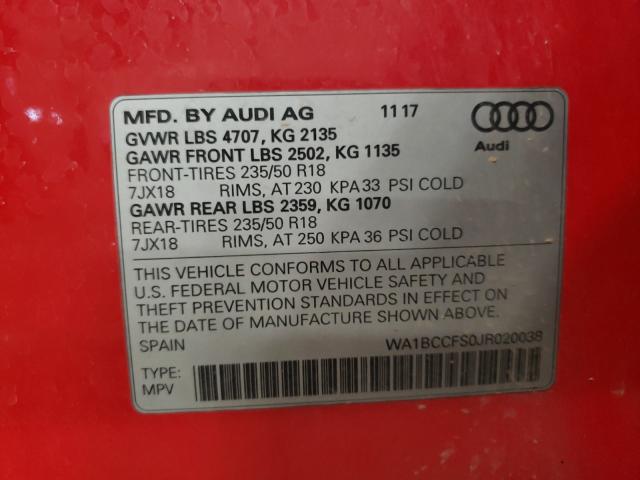 MFD. BY AUDI AG 11 17
GVWR LBS 4707, KG 2135
GAWR FRONT LBS 2502, KG 1135
FRONT-TIRES 235/50 R18
7JX18 RIMS, AT 230 KPA 33 PSI COLD
GAWR REAR LBS 2359, KG 1070
REAR-TIRES 235/50 R18
7JX18 RIMS, AT 250 KPA 36 PSI COLD
Audi
THIS VEHICLE CONFORMS TO ALL APPLICABLE
U.S. FEDERAL MOTOR VEHICLE SAFETY AND
THEFT PREVENTION STANDARDS IN EFFECT ON
THE DATE OF MANUFACTURE SHOWN ABOVE.
SPAIN WA1BCCFS0JR020038
TYPE:
MPV